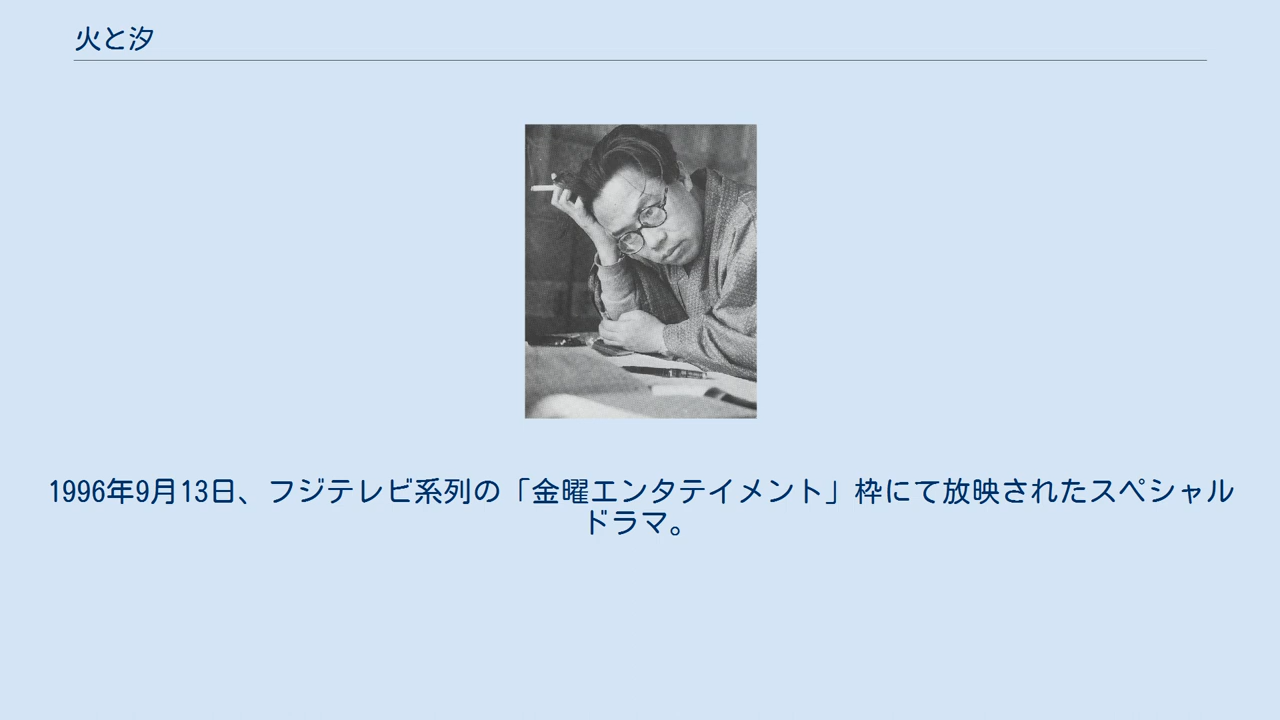 火と汐
1996年9月13日、フジテレビ系列の「金曜エンタテイメント」枠にて放映されたスペシャル
ドラマ。